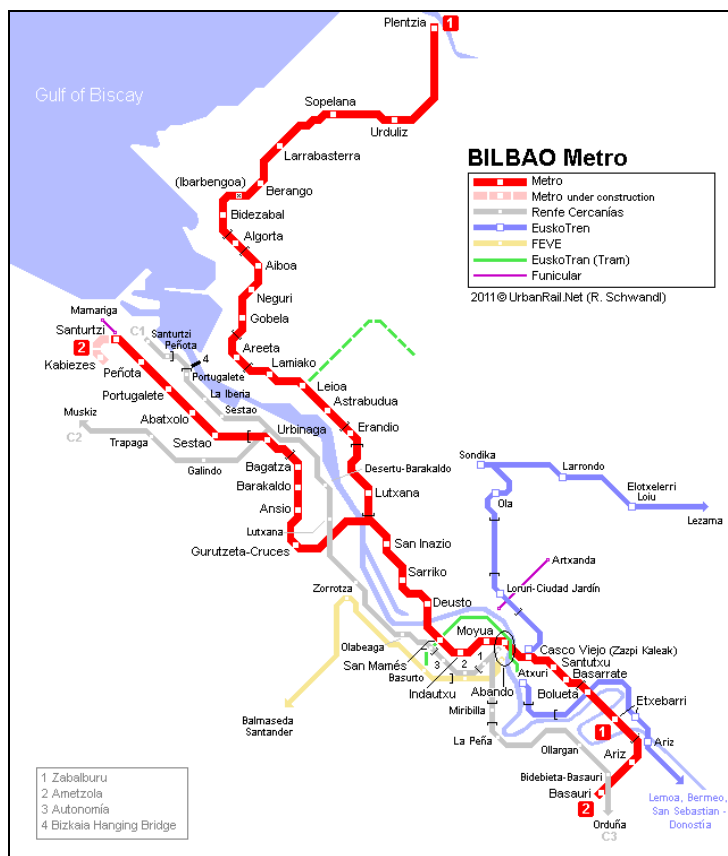 Plentzia
1
Gulf of Biscay
Sopelana
Urduliz
Larrabasterra
BILBAO Metro
Metro
Metro under construction
Renfe Cercanías
EuskoTren
FEVE
EuskoTran (Tram)
Funicular
2011© UrbanRail.Net (R. Schwandl)
(Ibarbengoa)
Berango
Bidezabal
Algorta
Aiboa
Neguri
Gobela
Mamariga
Santurtzi
C1
Santurtzi
Peñota
4
Areeta
2
Kabiezes
Peñota
Portugalete
Lamiako
Leioa
Portugalete
La Iberia
Astrabudua
Muskiz
Abatxolo
Sestao
Erandio
C2
Trapaga
Sestao
Urbinaga
Galindo
Bagatza
Desertu-Barakaldo
Sondika
Larrondo
Elotxelerri
Loiu
Lezama
Barakaldo
Lutxana
Ola
Ansio
Lutxana
Gurutzeta-Cruces
San Inazio
Artxanda
Sarriko
Zorrotza
Loruri-Ciudad Jardín
Deusto
Olabeaga
Moyua
Casco Viejo (Zazpi Kaleak)
San Mamés
3
2
1
Basurto
Indautxu
Abando
Atxuri
Santutxu
Basarrate
Bolueta
Etxebarri
Miribilla
1
Balmaseda
Santander
La Peña
Ollargan
Ariz
Ariz
Bidebieta-Basauri
Basauri
2
Orduña
C3
Lemoa, Bermeo,
San Sebastian -
Donostia
1 Zabalburu
2 Ametzola
3 Autonomía
4 Bizkaia Hanging Bridge